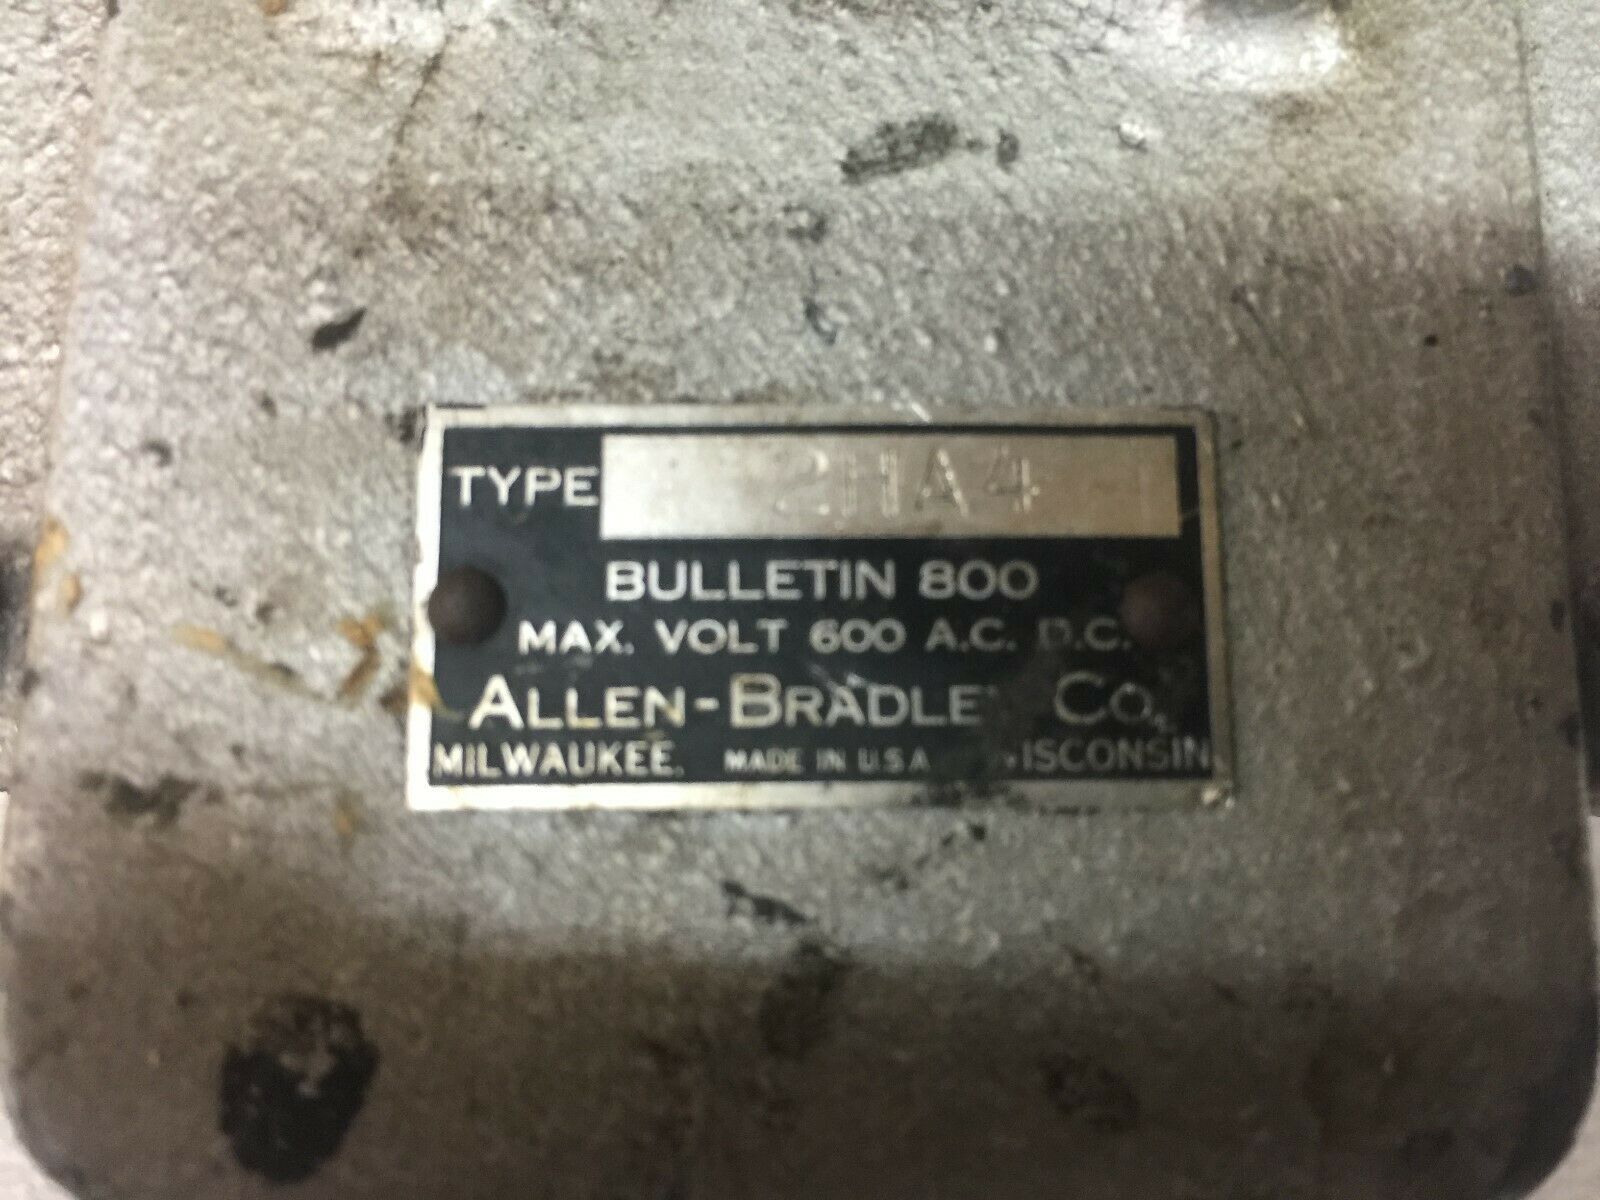 TYPE 2HA4
BULLETIN 800
MAX. VOLT 600 A.C. D.C.
ALLEN-BRADLEY CO.
MILWAUKEE, MADE IN U.S.A. WISCONSIN